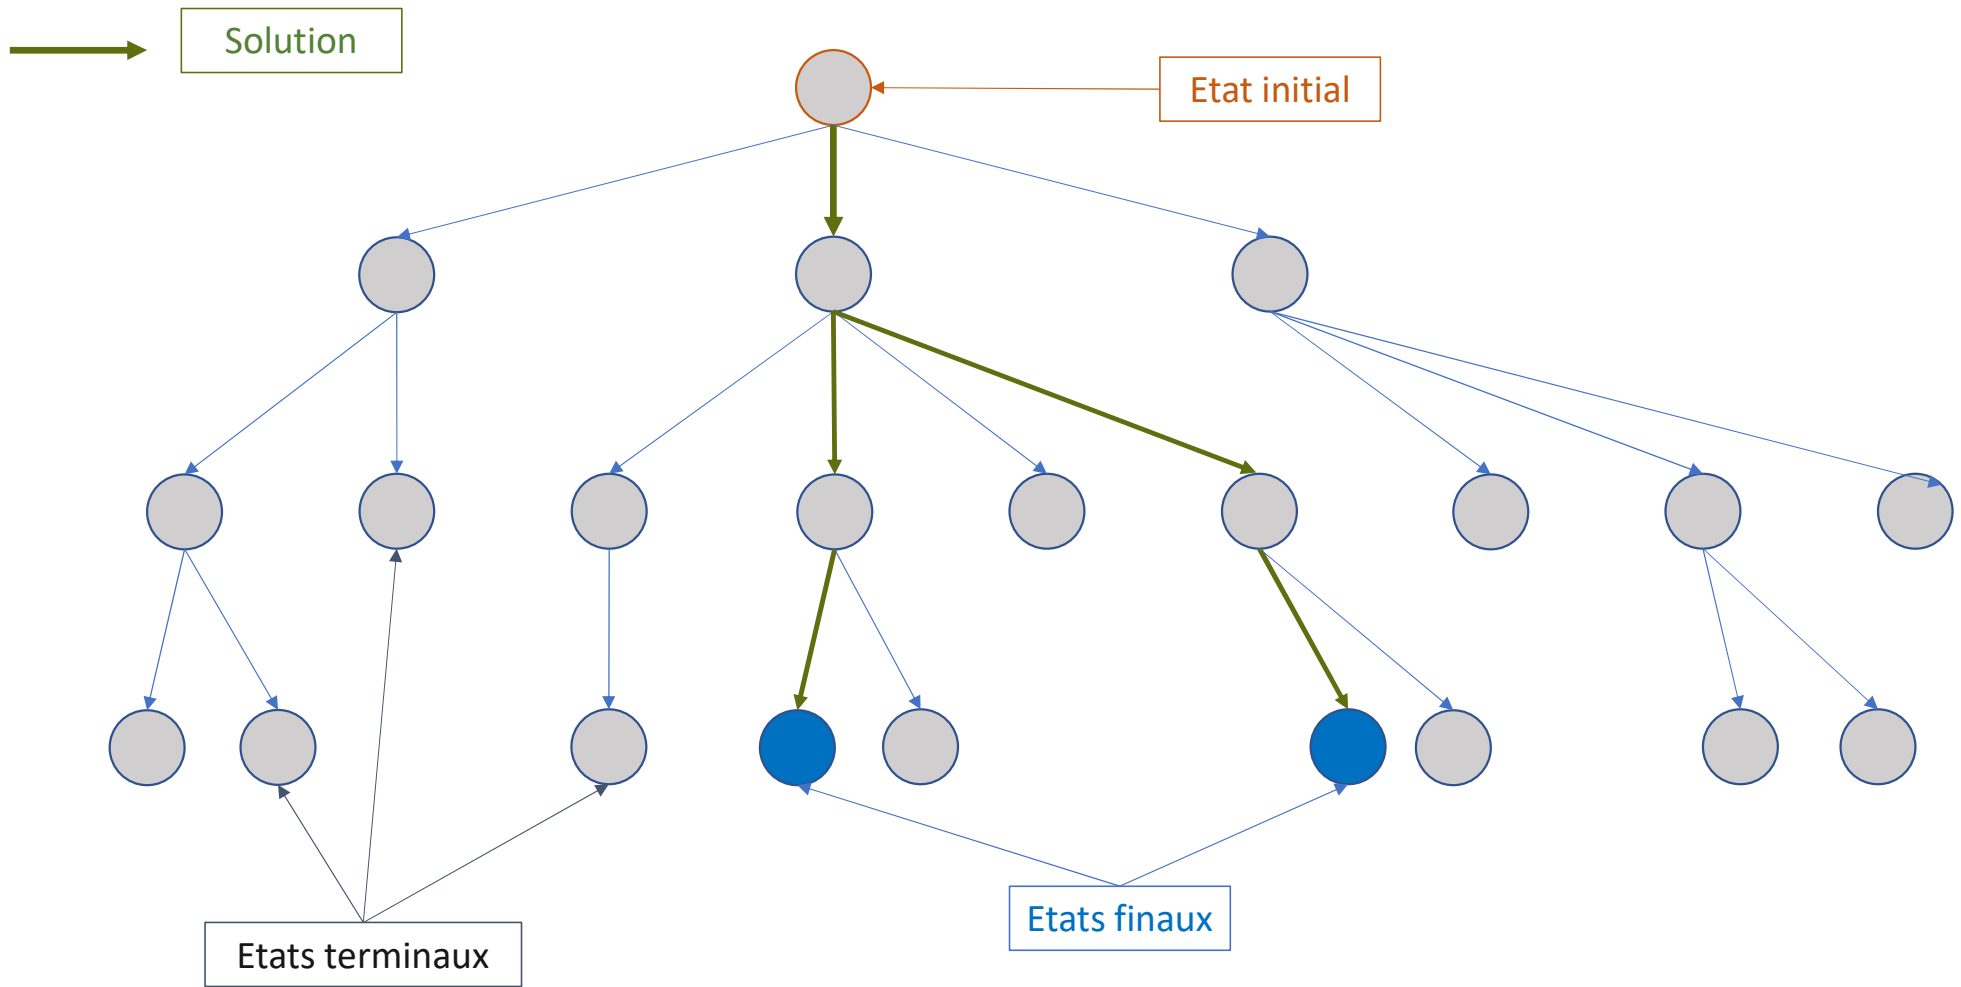 Solution
Etat initial
Etats finaux
Etats terminaux